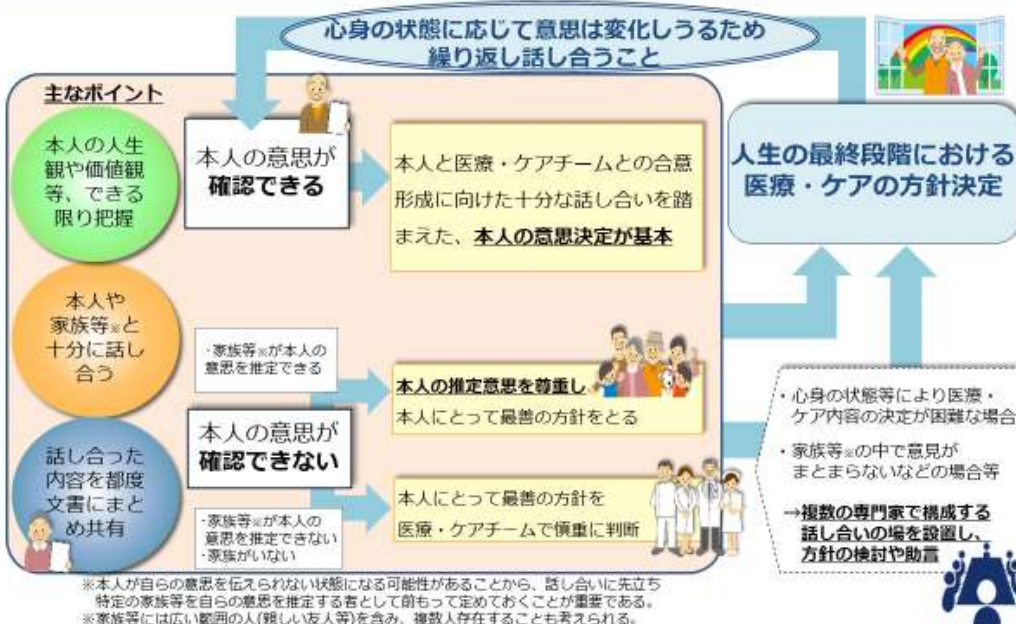 心身の状態に応じて意思は変化しうるため
繰り返し話し合うこと
主なポイント
本人の人生
観や価値観
等、できる
限り把握
本人や
家族等※と
十分に話し
合う
話し合った
内容を都度
文書にまと
め共有
本人の意思が
確認できる
本人と医療・ケアチームとの合意
形成に向けた十分な話し合いを踏
まえた、本人の意思決定が基本
・家族等※が本人の
意思を推定できる
本人の意思が
確認できない
・家族等※が本人の
意思を推定できない
・家族がいない
本人の推定意思を尊重し
本人にとって最善の方針をとる
本人にとって最善の方針を
医療・ケアチームで慎重に判断
人生の最終段階における
医療・ケアの方針決定
・心身の状態等により医療・
ケア内容の決定が困難な場合
・家族等※の中で意見が
まとまらないなどの場合等
→複数の専門家で構成する
話し合いの場を設置し、
方針の検討や助言
※本人が自らの意思を伝えられない状態になる可能性があることから、話し合いに先立ち
特定の家族等を自らの意思を推定する者として前もって定めておくことが重要である。
※家族等には広い範囲の人(親しい友人等)を含み、複数人存在することも考えられる。